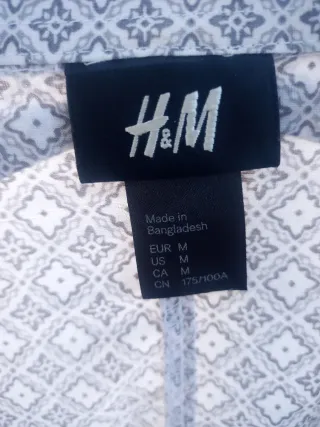 H&M
Made in
Bangladesh
EUR M
US M
CA M
CN 175/100A